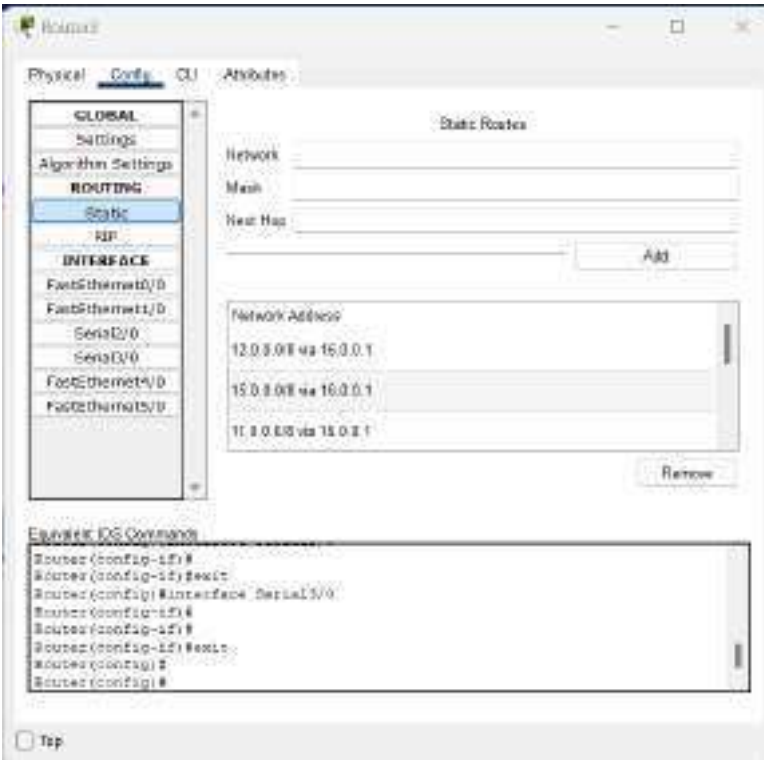 Physical Config CLI Attributes
GLOBAL
Settings
Algorithm Settings
ROUTING
Static
RIP
INTERFACE
FastEthernet0/0
FastEthernet1/0
Serial2/0
Serial3/0
FastEthernet4/0
FastEthernet5/0
Static Routes
Network
Mask
Next Hop
Add
Network Address
12.0.0.0/8 via 16.0.0.1
15.0.0.0/8 via 16.0.0.1
11.0.0.0/8 via 16.0.0.1
Remove
Equivalent IOS Commands
Router(config-if)#
Router(config-if)#exit
Router(config)#interface Serial3/0
Router(config-if)#
Router(config-if)#
Router(config-if)#exit
Router(config)#
Router(config)#
Top